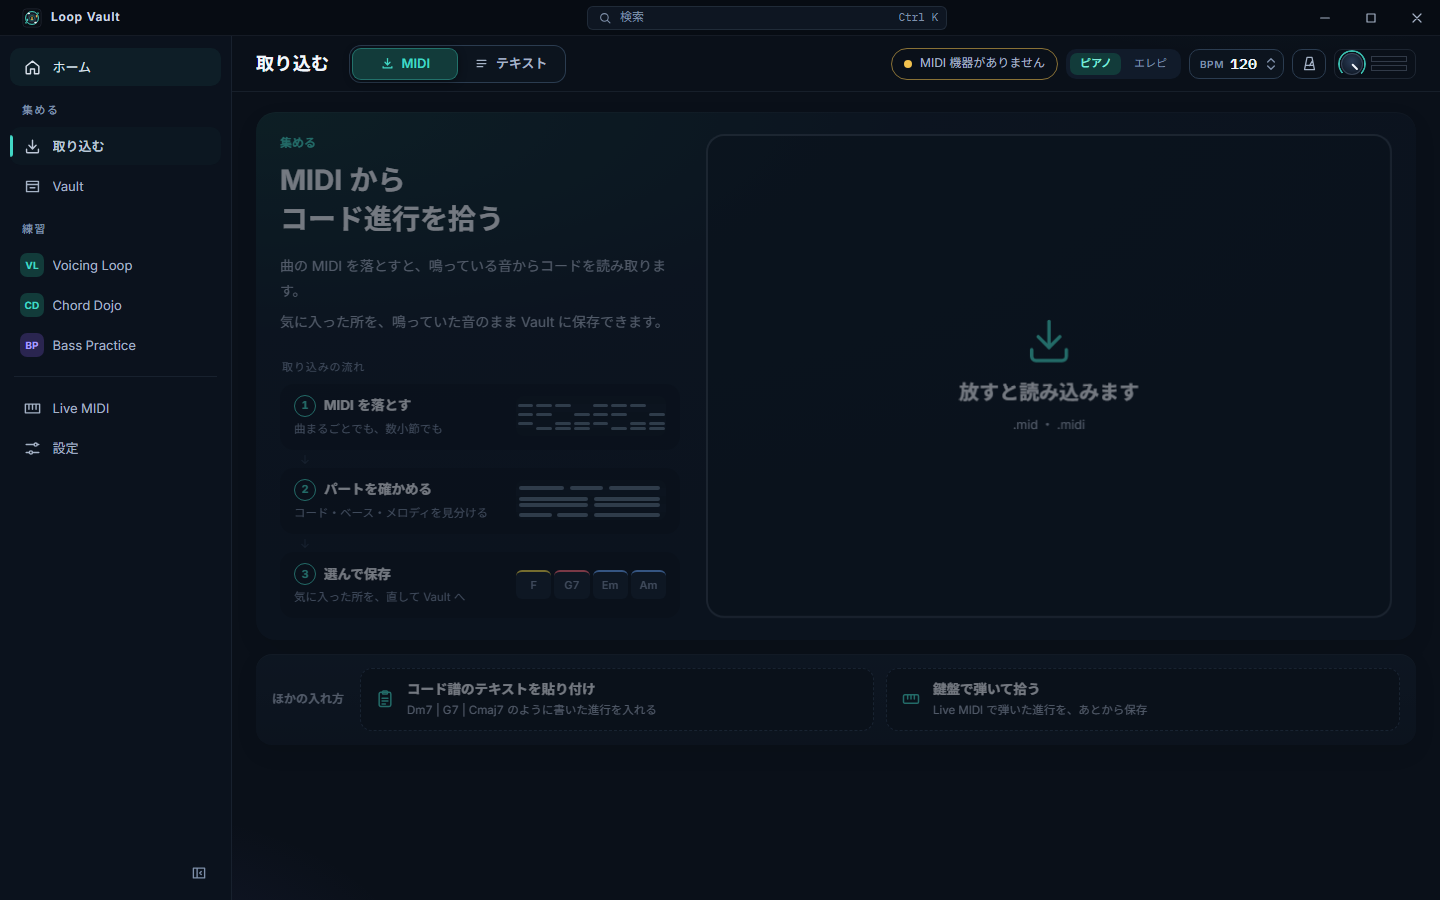 Loop Vault
検索
Ctrl K
ホーム
集める
取り込む
Vault
練習
VL Voicing Loop
CD Chord Dojo
BP Bass Practice
Live MIDI
設定
取り込む
MIDI
テキスト
MIDI 機器がありません
ピアノ
エレピ
BPM 120
集める
MIDI から
コード進行を拾う
曲の MIDI を落とすと、鳴っている音からコードを読み取りま
す。
気に入った所を、鳴っていた音のまま Vault に保存できます。
取り込みの流れ
1 MIDI を落とす
曲まるごとでも、数小節でも
↓
2 パートを確かめる
コード・ベース・メロディを見分ける
↓
3 選んで保存
気に入った所を、直して Vault へ
F G7 Em Am
放すと読み込みます
.mid ・ .midi
ほかの入れ方
コード譜のテキストを貼り付け
Dm7 | G7 | Cmaj7 のように書いた進行を入れる
鍵盤で弾いて拾う
Live MIDI で弾いた進行を、あとから保存